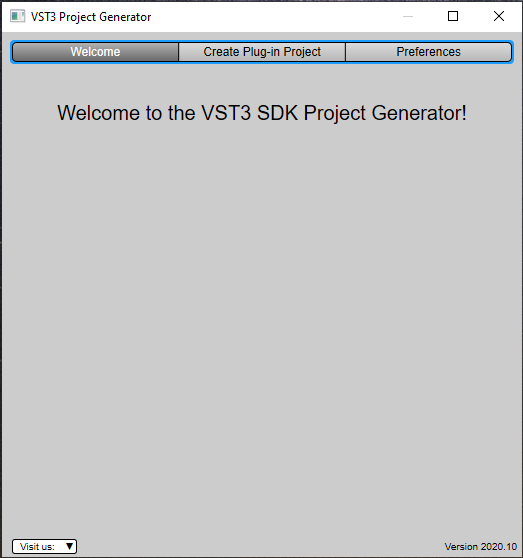 VST3 Project Generator
Welcome
Create Plug-in Project
Preferences
Welcome to the VST3 SDK Project Generator!
Visit us:
Version 2020.10